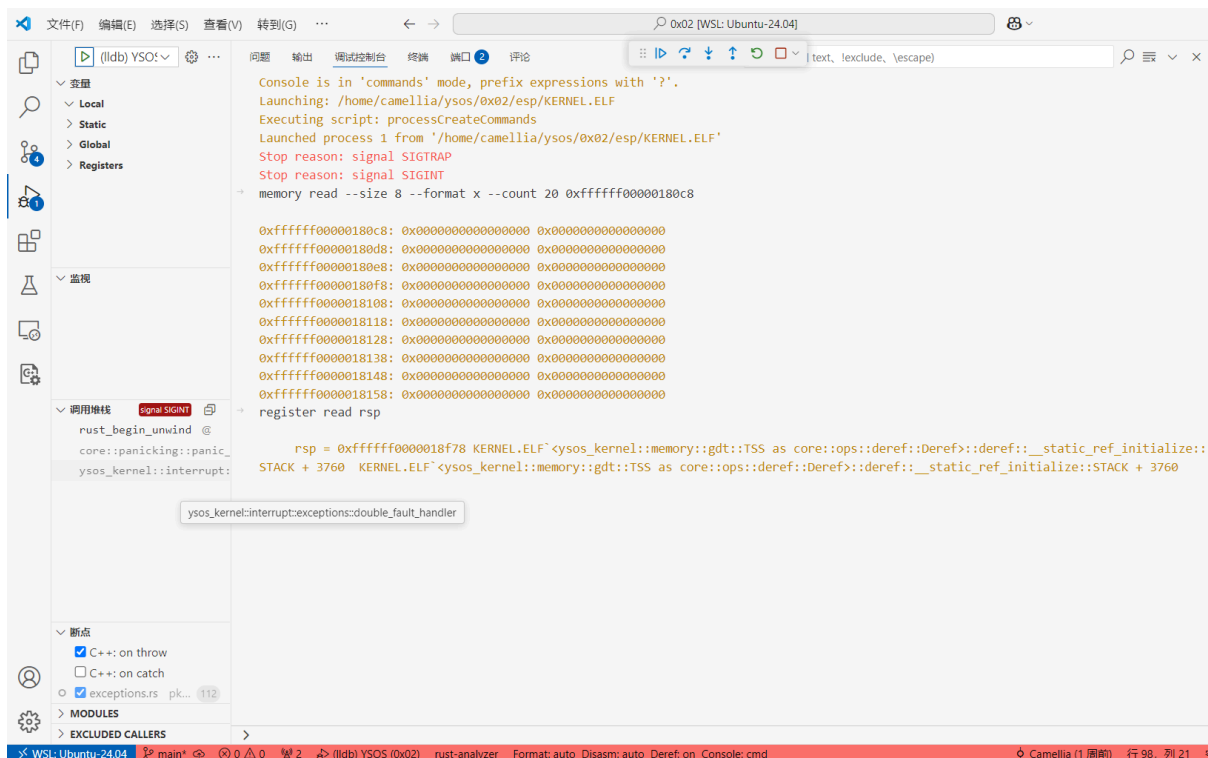 文件(F) 编辑(E) 选择(S) 查看(V) 转到(G) ··· 0x02 [WSL: Ubuntu-24.04]
(lldb) YSOS
问题 输出 调试控制台 终端 端口 2 评论
text、!exclude、\escape)
变量
Local
Static
Global
Registers
4
1
监视
调用堆栈 signal SIGINT
rust_begin_unwind @
core::panicking::panic_
ysos_kernel::interrupt:
ysos_kernel::interrupt::exceptions::double_fault_handler
断点
C++: on throw
C++: on catch
exceptions.rs pk... 112
MODULES
EXCLUDED CALLERS
Console is in 'commands' mode, prefix expressions with '?'.
Launching: /home/camellia/ysos/0x02/esp/KERNEL.ELF
Executing script: processCreateCommands
Launched process 1 from '/home/camellia/ysos/0x02/esp/KERNEL.ELF'
Stop reason: signal SIGTRAP
Stop reason: signal SIGINT
memory read --size 8 --format x --count 20 0xffffff00000180c8
0xffffff00000180c8: 0x0000000000000000 0x0000000000000000
0xffffff00000180d8: 0x0000000000000000 0x0000000000000000
0xffffff00000180e8: 0x0000000000000000 0x0000000000000000
0xffffff00000180f8: 0x0000000000000000 0x0000000000000000
0xffffff0000018108: 0x0000000000000000 0x0000000000000000
0xffffff0000018118: 0x0000000000000000 0x0000000000000000
0xffffff0000018128: 0x0000000000000000 0x0000000000000000
0xffffff0000018138: 0x0000000000000000 0x0000000000000000
0xffffff0000018148: 0x0000000000000000 0x0000000000000000
0xffffff0000018158: 0x0000000000000000 0x0000000000000000
register read rsp
rsp = 0xffffff0000018f78 KERNEL.ELF`<ysos_kernel::memory::gdt::TSS as core::ops::deref::Deref>::deref::__static_ref_initialize::
STACK + 3760 KERNEL.ELF`<ysos_kernel::memory::gdt::TSS as core::ops::deref::Deref>::deref::__static_ref_initialize::STACK + 3760
WSL: Ubuntu-24.04 main* 0 0 2 (lldb) YSOS (0x02) rust-analyzer Format: auto Disasm: auto Deref: on Console: cmd Camellia (1 周前) 行 98, 列 21